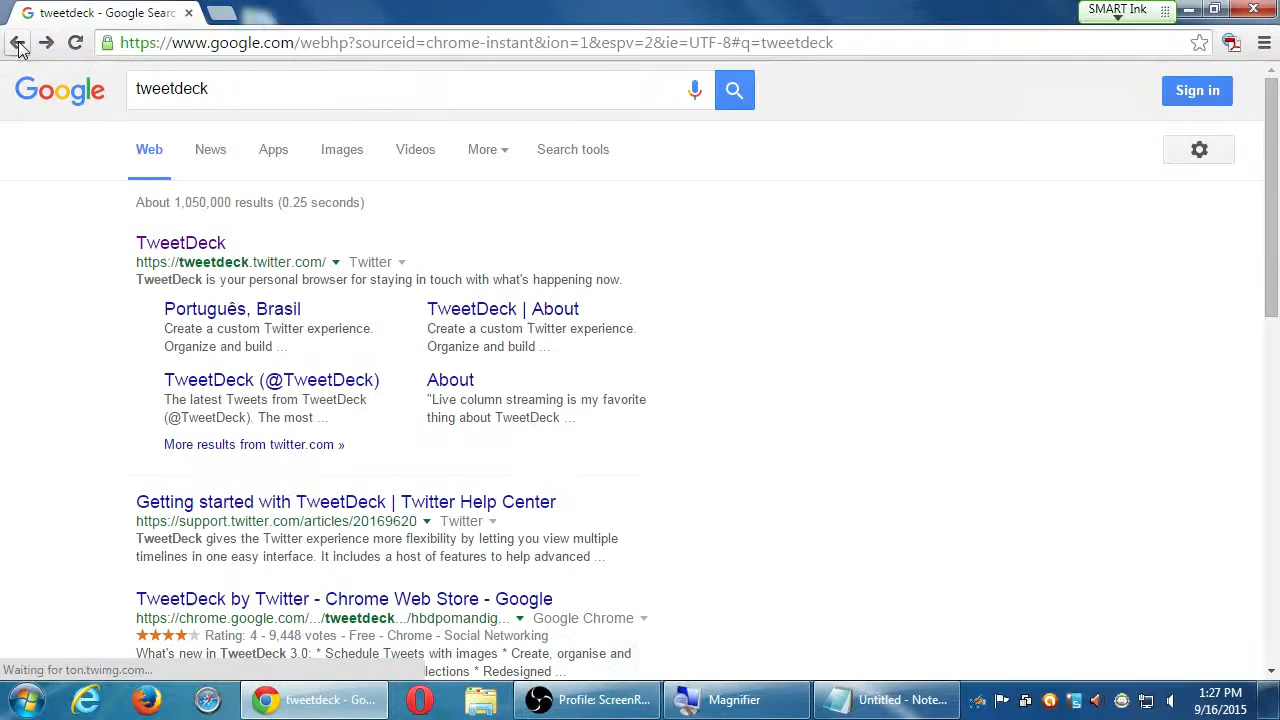 tweetdeck - Google Searc
SMART Ink
https://www.google.com/webhp?sourceid=chrome-instant&ion=1&espv=2&ie=UTF-8#q=tweetdeck
Google
tweetdeck
Sign in
Web
News
Apps
Images
Videos
More
Search tools
About 1,050,000 results (0.25 seconds)
TweetDeck
https://tweetdeck.twitter.com/ Twitter
TweetDeck is your personal browser for staying in touch with what's happening now.
Português, Brasil
Create a custom Twitter experience.
Organize and build ...
TweetDeck | About
Create a custom Twitter experience.
Organize and build ...
TweetDeck (@TweetDeck)
The latest Tweets from TweetDeck
(@TweetDeck). The most ...
About
"Live column streaming is my favorite
thing about TweetDeck ...
More results from twitter.com »
Getting started with TweetDeck | Twitter Help Center
https://support.twitter.com/articles/20169620 Twitter
TweetDeck gives the Twitter experience more flexibility by letting you view multiple
timelines in one easy interface. It includes a host of features to help advanced ...
TweetDeck by Twitter - Chrome Web Store - Google
https://chrome.google.com/.../tweetdeck.../hbdpomandig... Google Chrome
Rating: 4 - 9,448 votes - Free - Chrome - Social Networking
What's new in TweetDeck 3.0: * Schedule Tweets with images * Create, organise and
llections * Redesigned ...
Waiting for ton.twimg.com...
tweetdeck - Go...
Profile: ScreenR...
Magnifier
Untitled - Note...
1:27 PM
9/16/2015